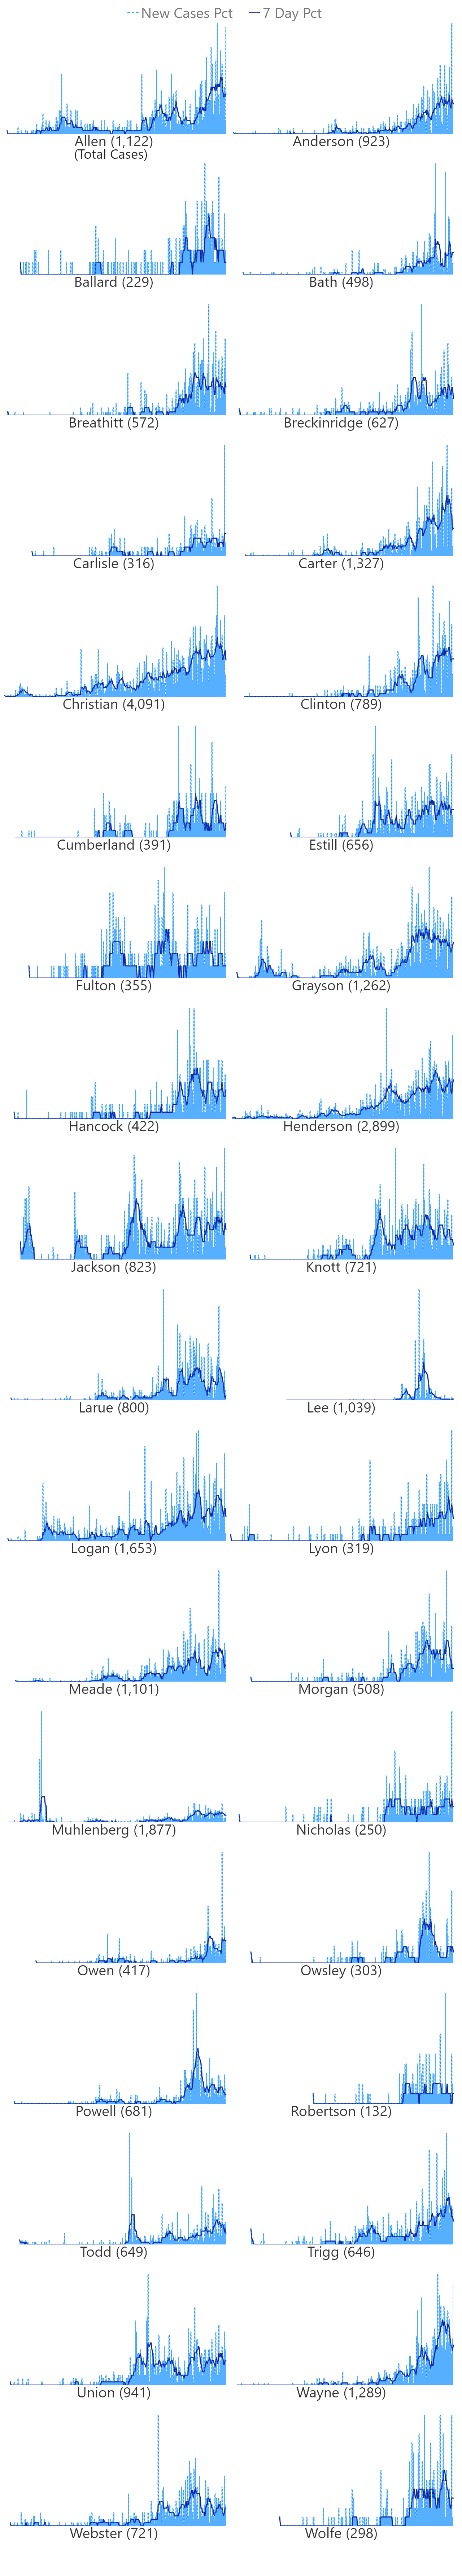 New Cases Pct 7 Day Pct
Allen (1,122) Anderson (923)
(Total Cases)
Ballard (229) Bath (498)
Breathitt (572) Breckinridge (627)
Carlisle (316) Carter (1,327)
Christian (4,091) Clinton (789)
Cumberland (391) Estill (656)
Fulton (355) Grayson (1,262)
Hancock (422) Henderson (2,899)
Jackson (823) Knott (721)
Larue (800) Lee (1,039)
Logan (1,653) Lyon (319)
Meade (1,101) Morgan (508)
Muhlenberg (1,877) Nicholas (250)
Owen (417) Owsley (303)
Powell (681) Robertson (132)
Todd (649) Trigg (646)
Union (941) Wayne (1,289)
Webster (721) Wolfe (298)